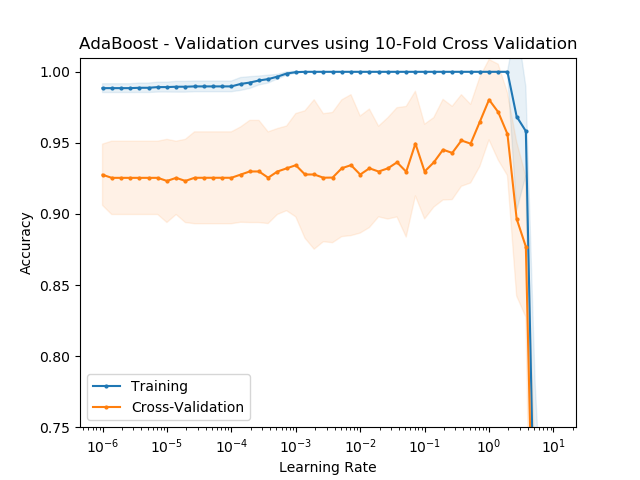 AdaBoost - Validation curves using 10-Fold Cross Validation
1.00
0.95
0.90
0.85
0.80
0.75
Accuracy
Training
Cross-Validation
10⁻⁶ 10⁻⁵ 10⁻⁴ 10⁻³ 10⁻² 10⁻¹ 10⁰ 10¹
Learning Rate